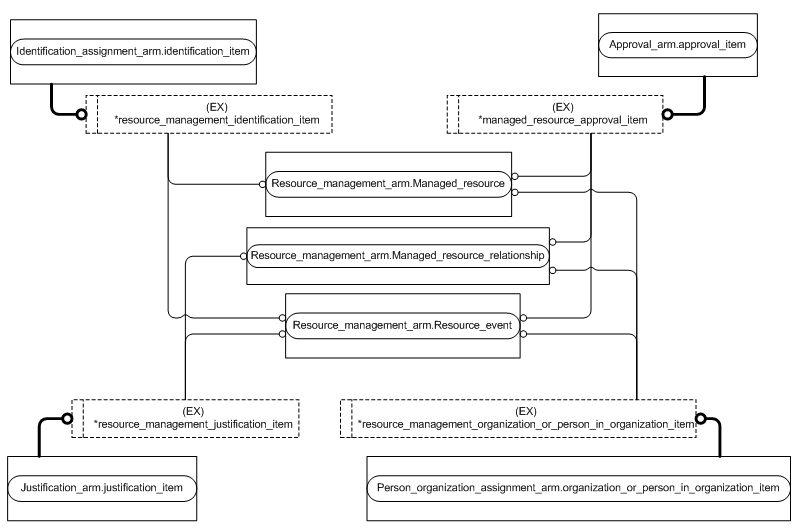 Identification_assignment_arm.identification_item
Approval_arm.approval_item
(EX)
*resource_management_identification_item
(EX)
*managed_resource_approval_item
Resource_management_arm.Managed_resource
Resource_management_arm.Managed_resource_relationship
Resource_management_arm.Resource_event
(EX)
*resource_management_justification_item
(EX)
*resource_management_organization_or_person_in_organization_item
Justification_arm.justification_item
Person_organization_assignment_arm.organization_or_person_in_organization_item